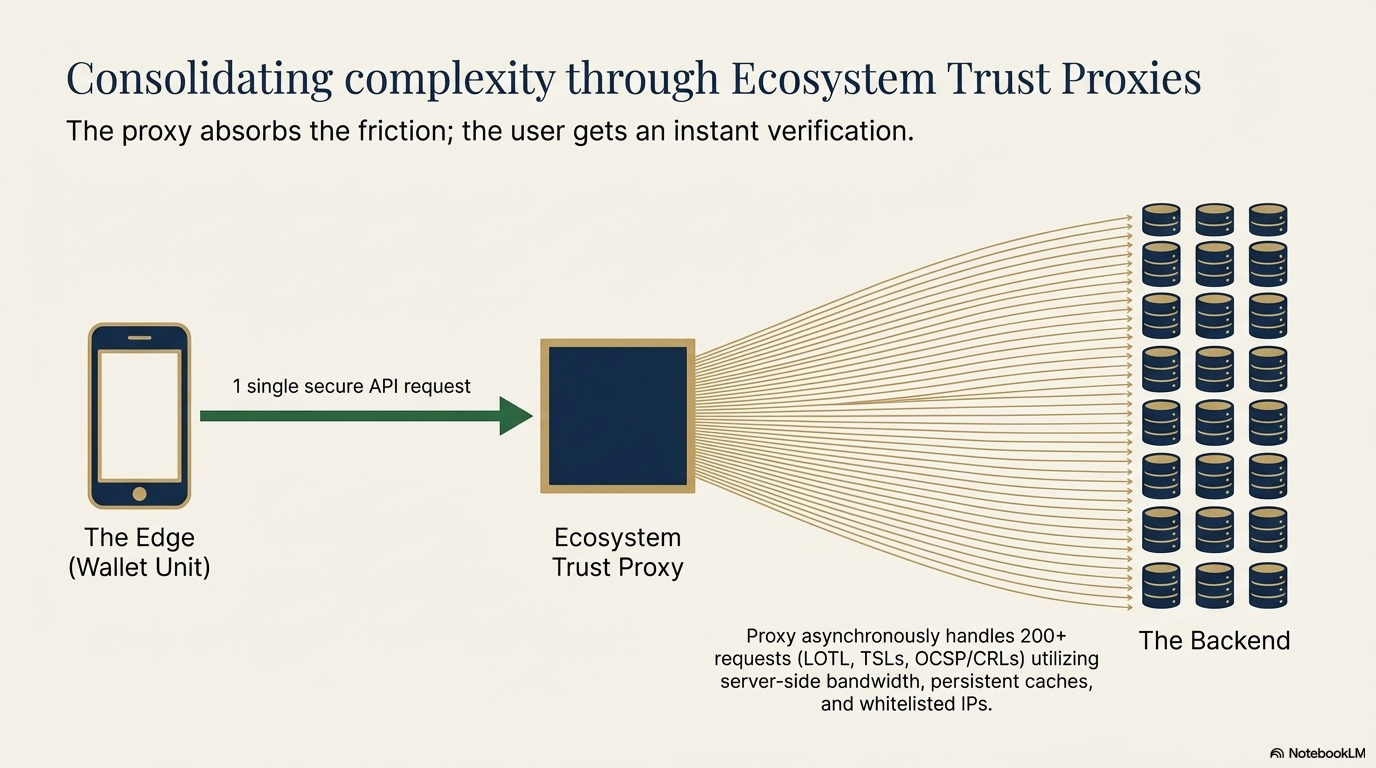 Consolidating complexity through Ecosystem Trust Proxies
The proxy absorbs the friction; the user gets an instant verification.
1 single secure API request
The Edge
(Wallet Unit)
Ecosystem
Trust Proxy
Proxy asynchronously handles 200+
requests (LOTL, TSLs, OCSP/CRLs) utilizing
server-side bandwidth, persistent caches,
and whitelisted IPs.
The Backend
NotebookLM